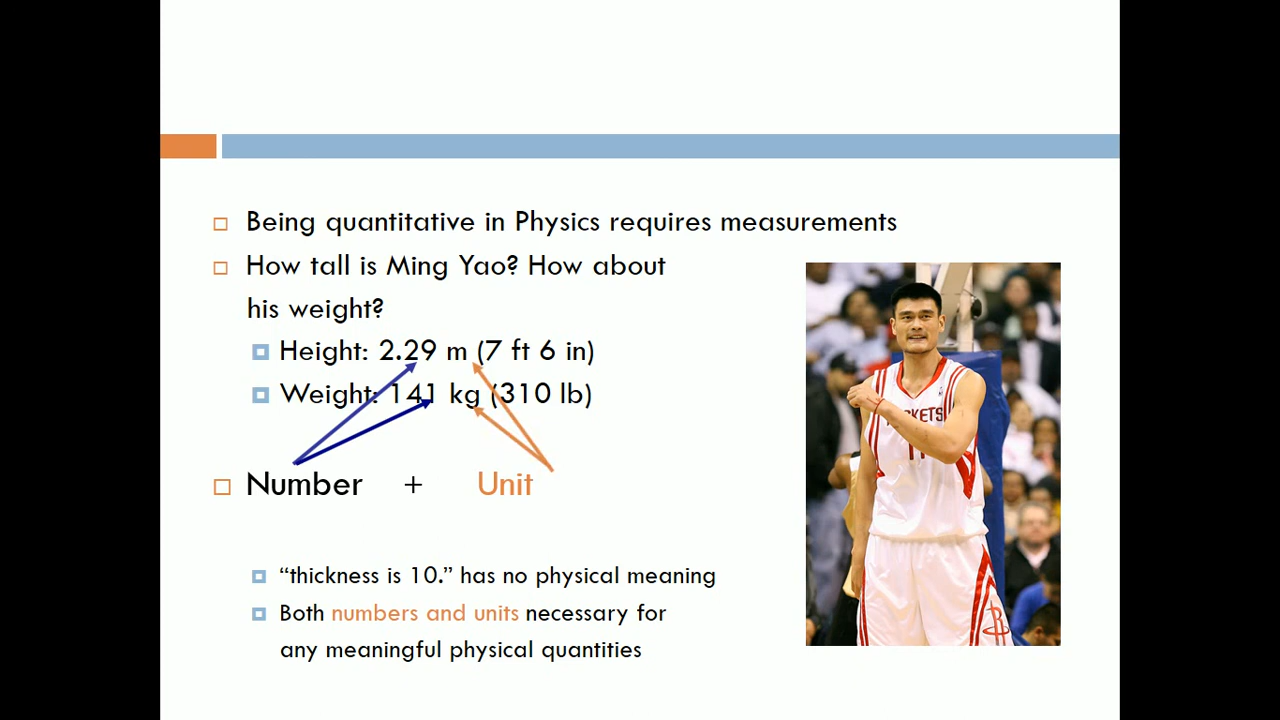 Being quantitative in Physics requires measurements
How tall is Ming Yao? How about
his weight?
Height: 2.29 m (7 ft 6 in)
Weight: 141 kg (310 lb)
Number + Unit
“thickness is 10.” has no physical meaning
Both numbers and units necessary for
any meaningful physical quantities